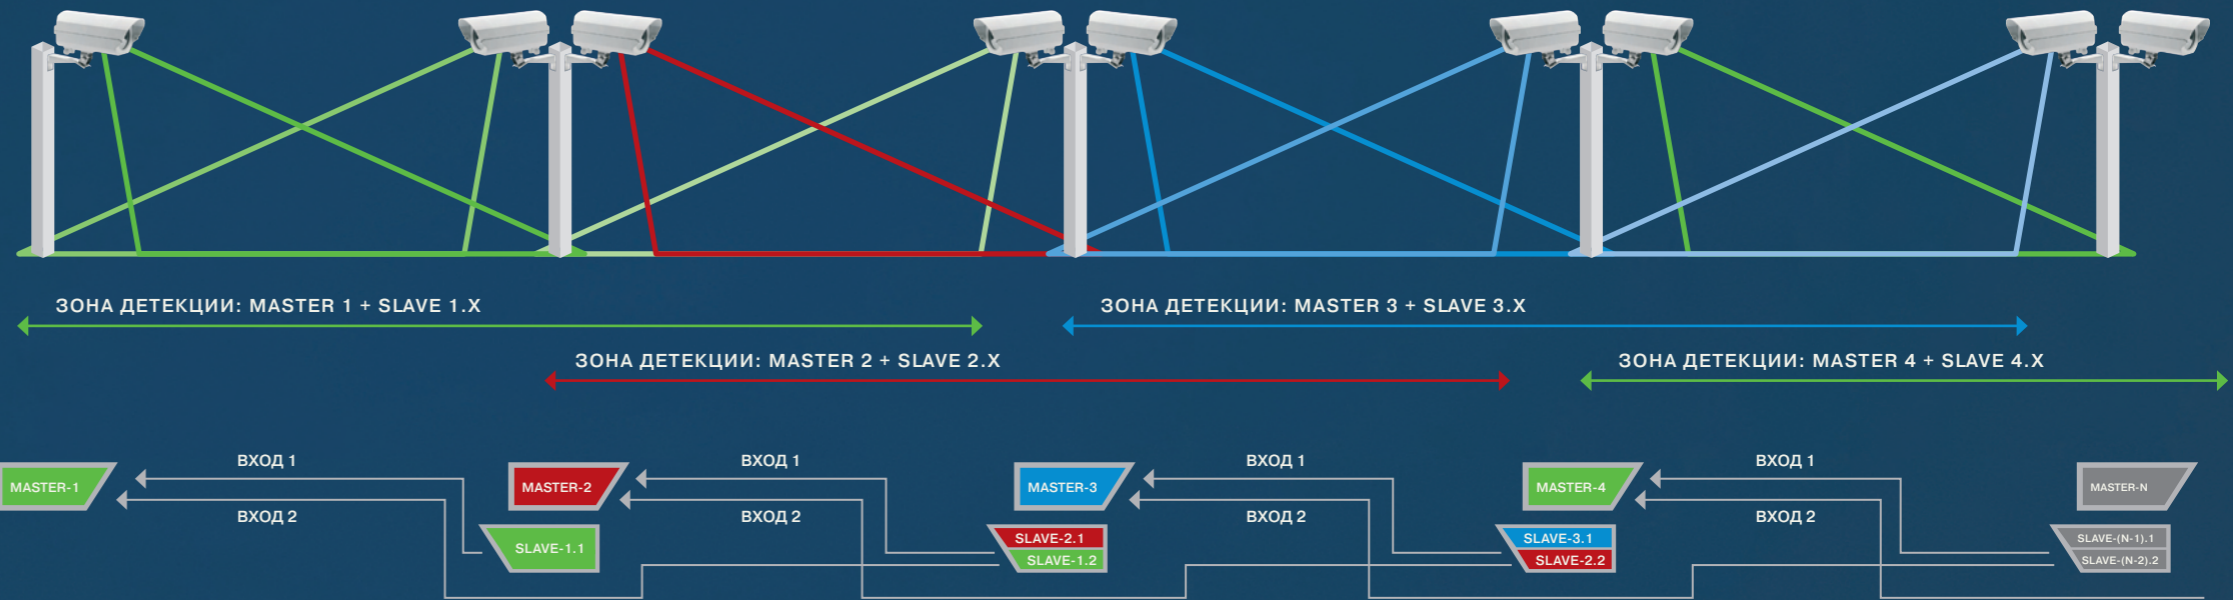 ЗОНА ДЕТЕКЦИИ: MASTER 1 + SLAVE 1.X
ЗОНА ДЕТЕКЦИИ: MASTER 3 + SLAVE 3.X
ЗОНА ДЕТЕКЦИИ: MASTER 2 + SLAVE 2.X
ЗОНА ДЕТЕКЦИИ: MASTER 4 + SLAVE 4.X
ВХОД 1
ВХОД 1
ВХОД 1
ВХОД 1
MASTER-1
MASTER-2
MASTER-3
MASTER-4
MASTER-N
ВХОД 2
ВХОД 2
ВХОД 2
ВХОД 2
SLAVE-1.1
SLAVE-2.1
SLAVE-1.2
SLAVE-3.1
SLAVE-2.2
SLAVE-(N-1).1
SLAVE-(N-2).2